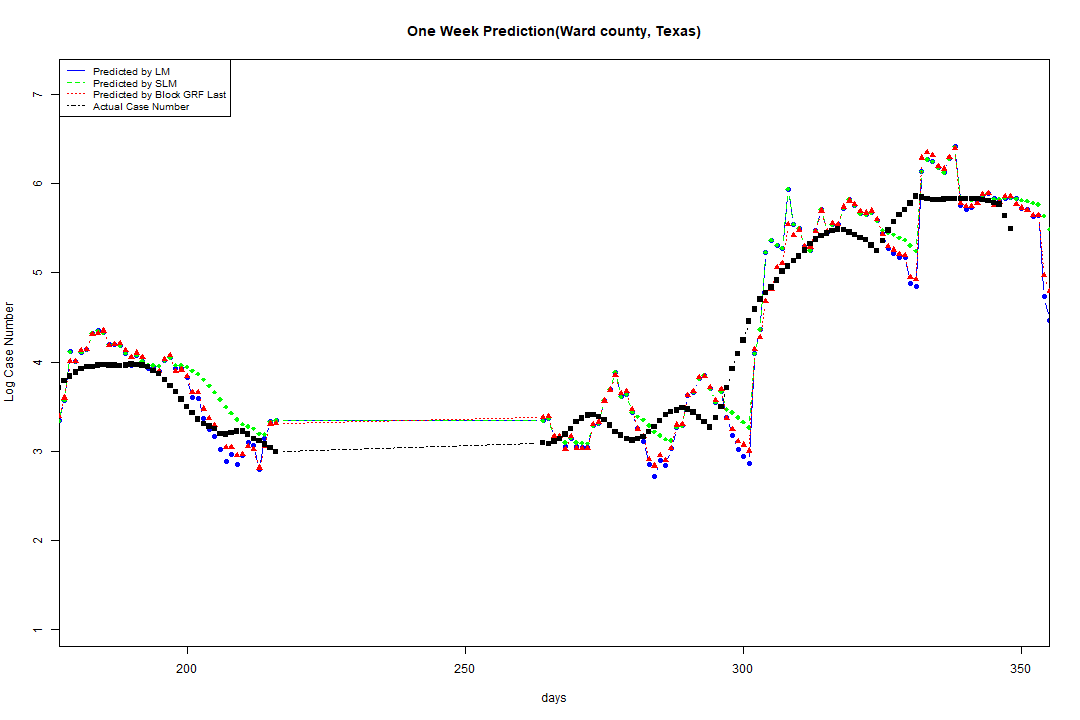 One Week Prediction(Ward county, Texas)
Predicted by LM
Predicted by SLM
Predicted by Block GRF Last
Actual Case Number
7
6
5
4
3
2
1
Log Case Number
200
250
300
350
days